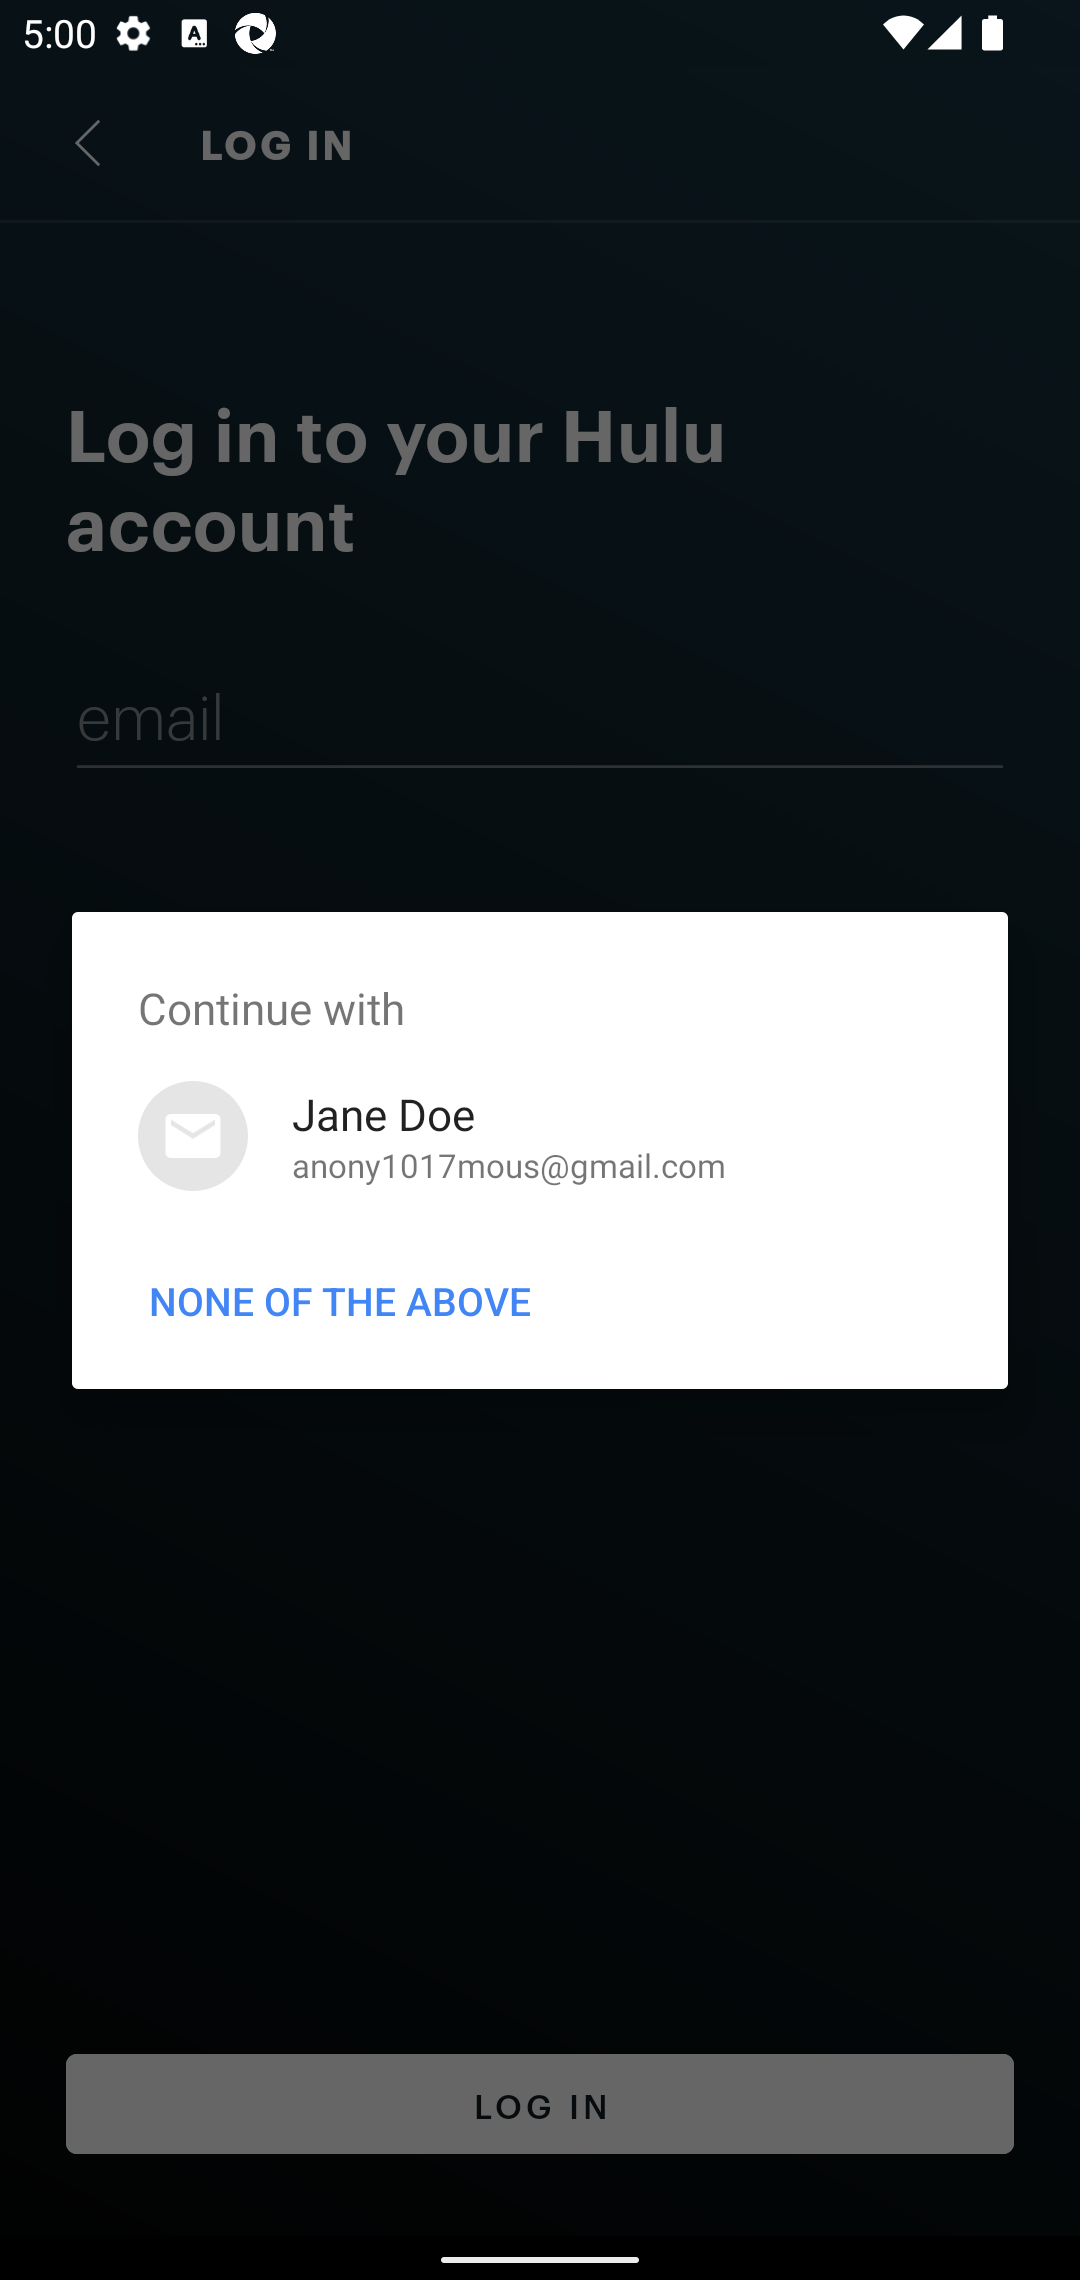 5:00
LOG IN
Log in to your Hulu
account
email
Continue with
Jane Doe
anony1017mous@gmail.com
NONE OF THE ABOVE
LOG IN